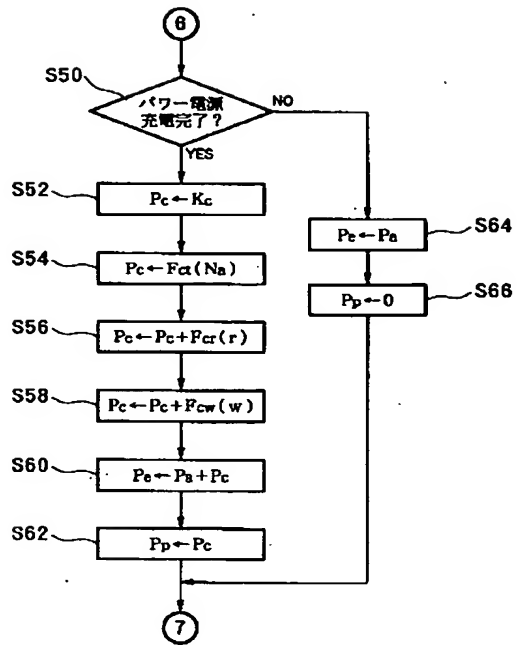 6
S50
パワー電源
充電完了?
NO
YES
S52
Pc←Kc
S54
Pc←Fct(Na)
S56
Pc←Pc+Fcr(r)
S58
Pc←Pc+Fcw(w)
S60
Pe←Pa+Pc
S62
Pp←Pc
Pe←Pa
S64
Pp←0
S66
7